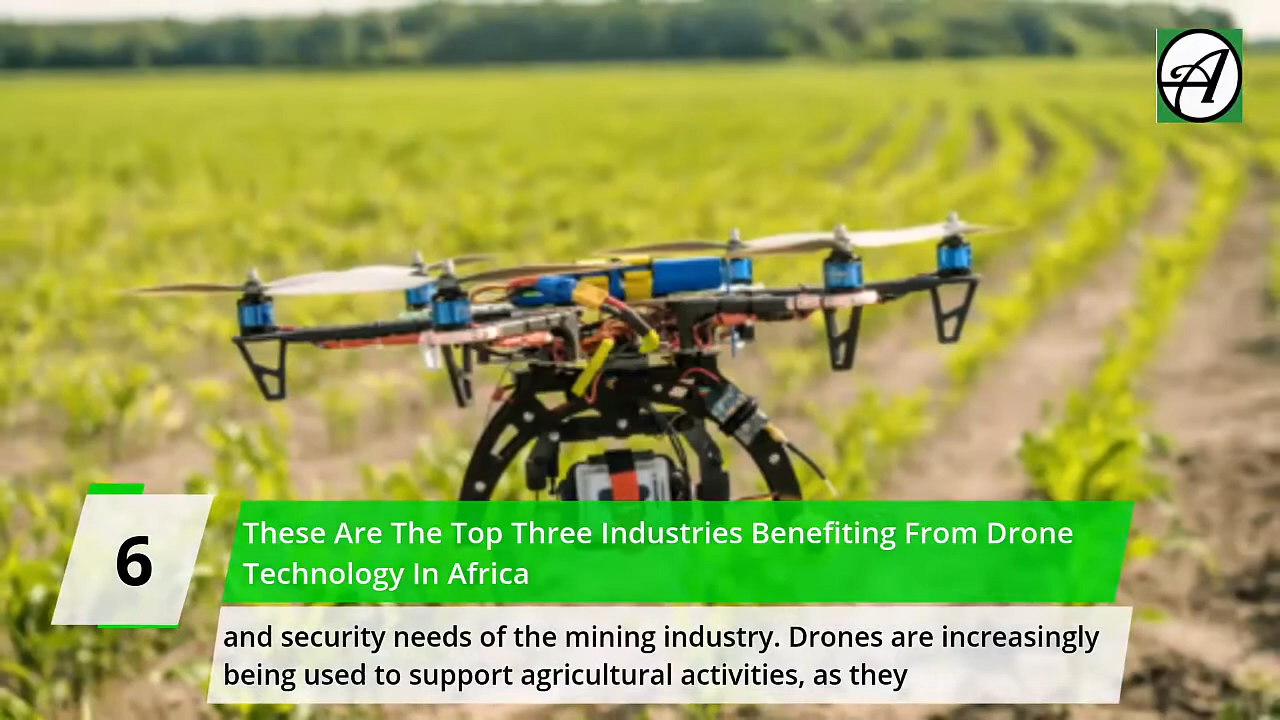 A
6
These Are The Top Three Industries Benefiting From Drone
Technology In Africa
and security needs of the mining industry. Drones are increasingly
being used to support agricultural activities, as they